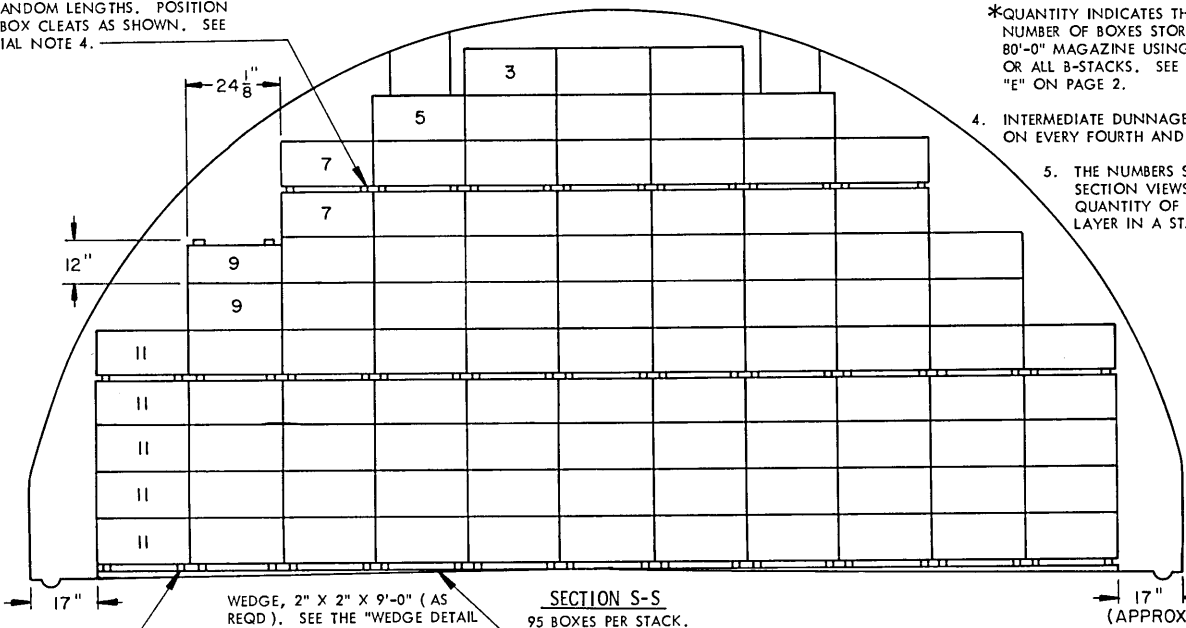 ANDOM LENGTHS. POSITION
BOX CLEATS AS SHOWN. SEE
IAL NOTE 4.
*QUANTITY INDICATES TH
NUMBER OF BOXES STOR
80'-0" MAGAZINE USING
OR ALL B-STACKS. SEE
"E" ON PAGE 2.
4. INTERMEDIATE DUNNAGE
ON EVERY FOURTH AND
5. THE NUMBERS S
SECTION VIEWS
QUANTITY OF
LAYER IN A ST
24 1/8"
3
5
7
7
12"
9
9
11
11
11
11
11
17"
WEDGE, 2" X 2" X 9'-0" ( AS
REQD ). SEE THE "WEDGE DETAIL
SECTION S-S
95 BOXES PER STACK.
17"
(APPROX